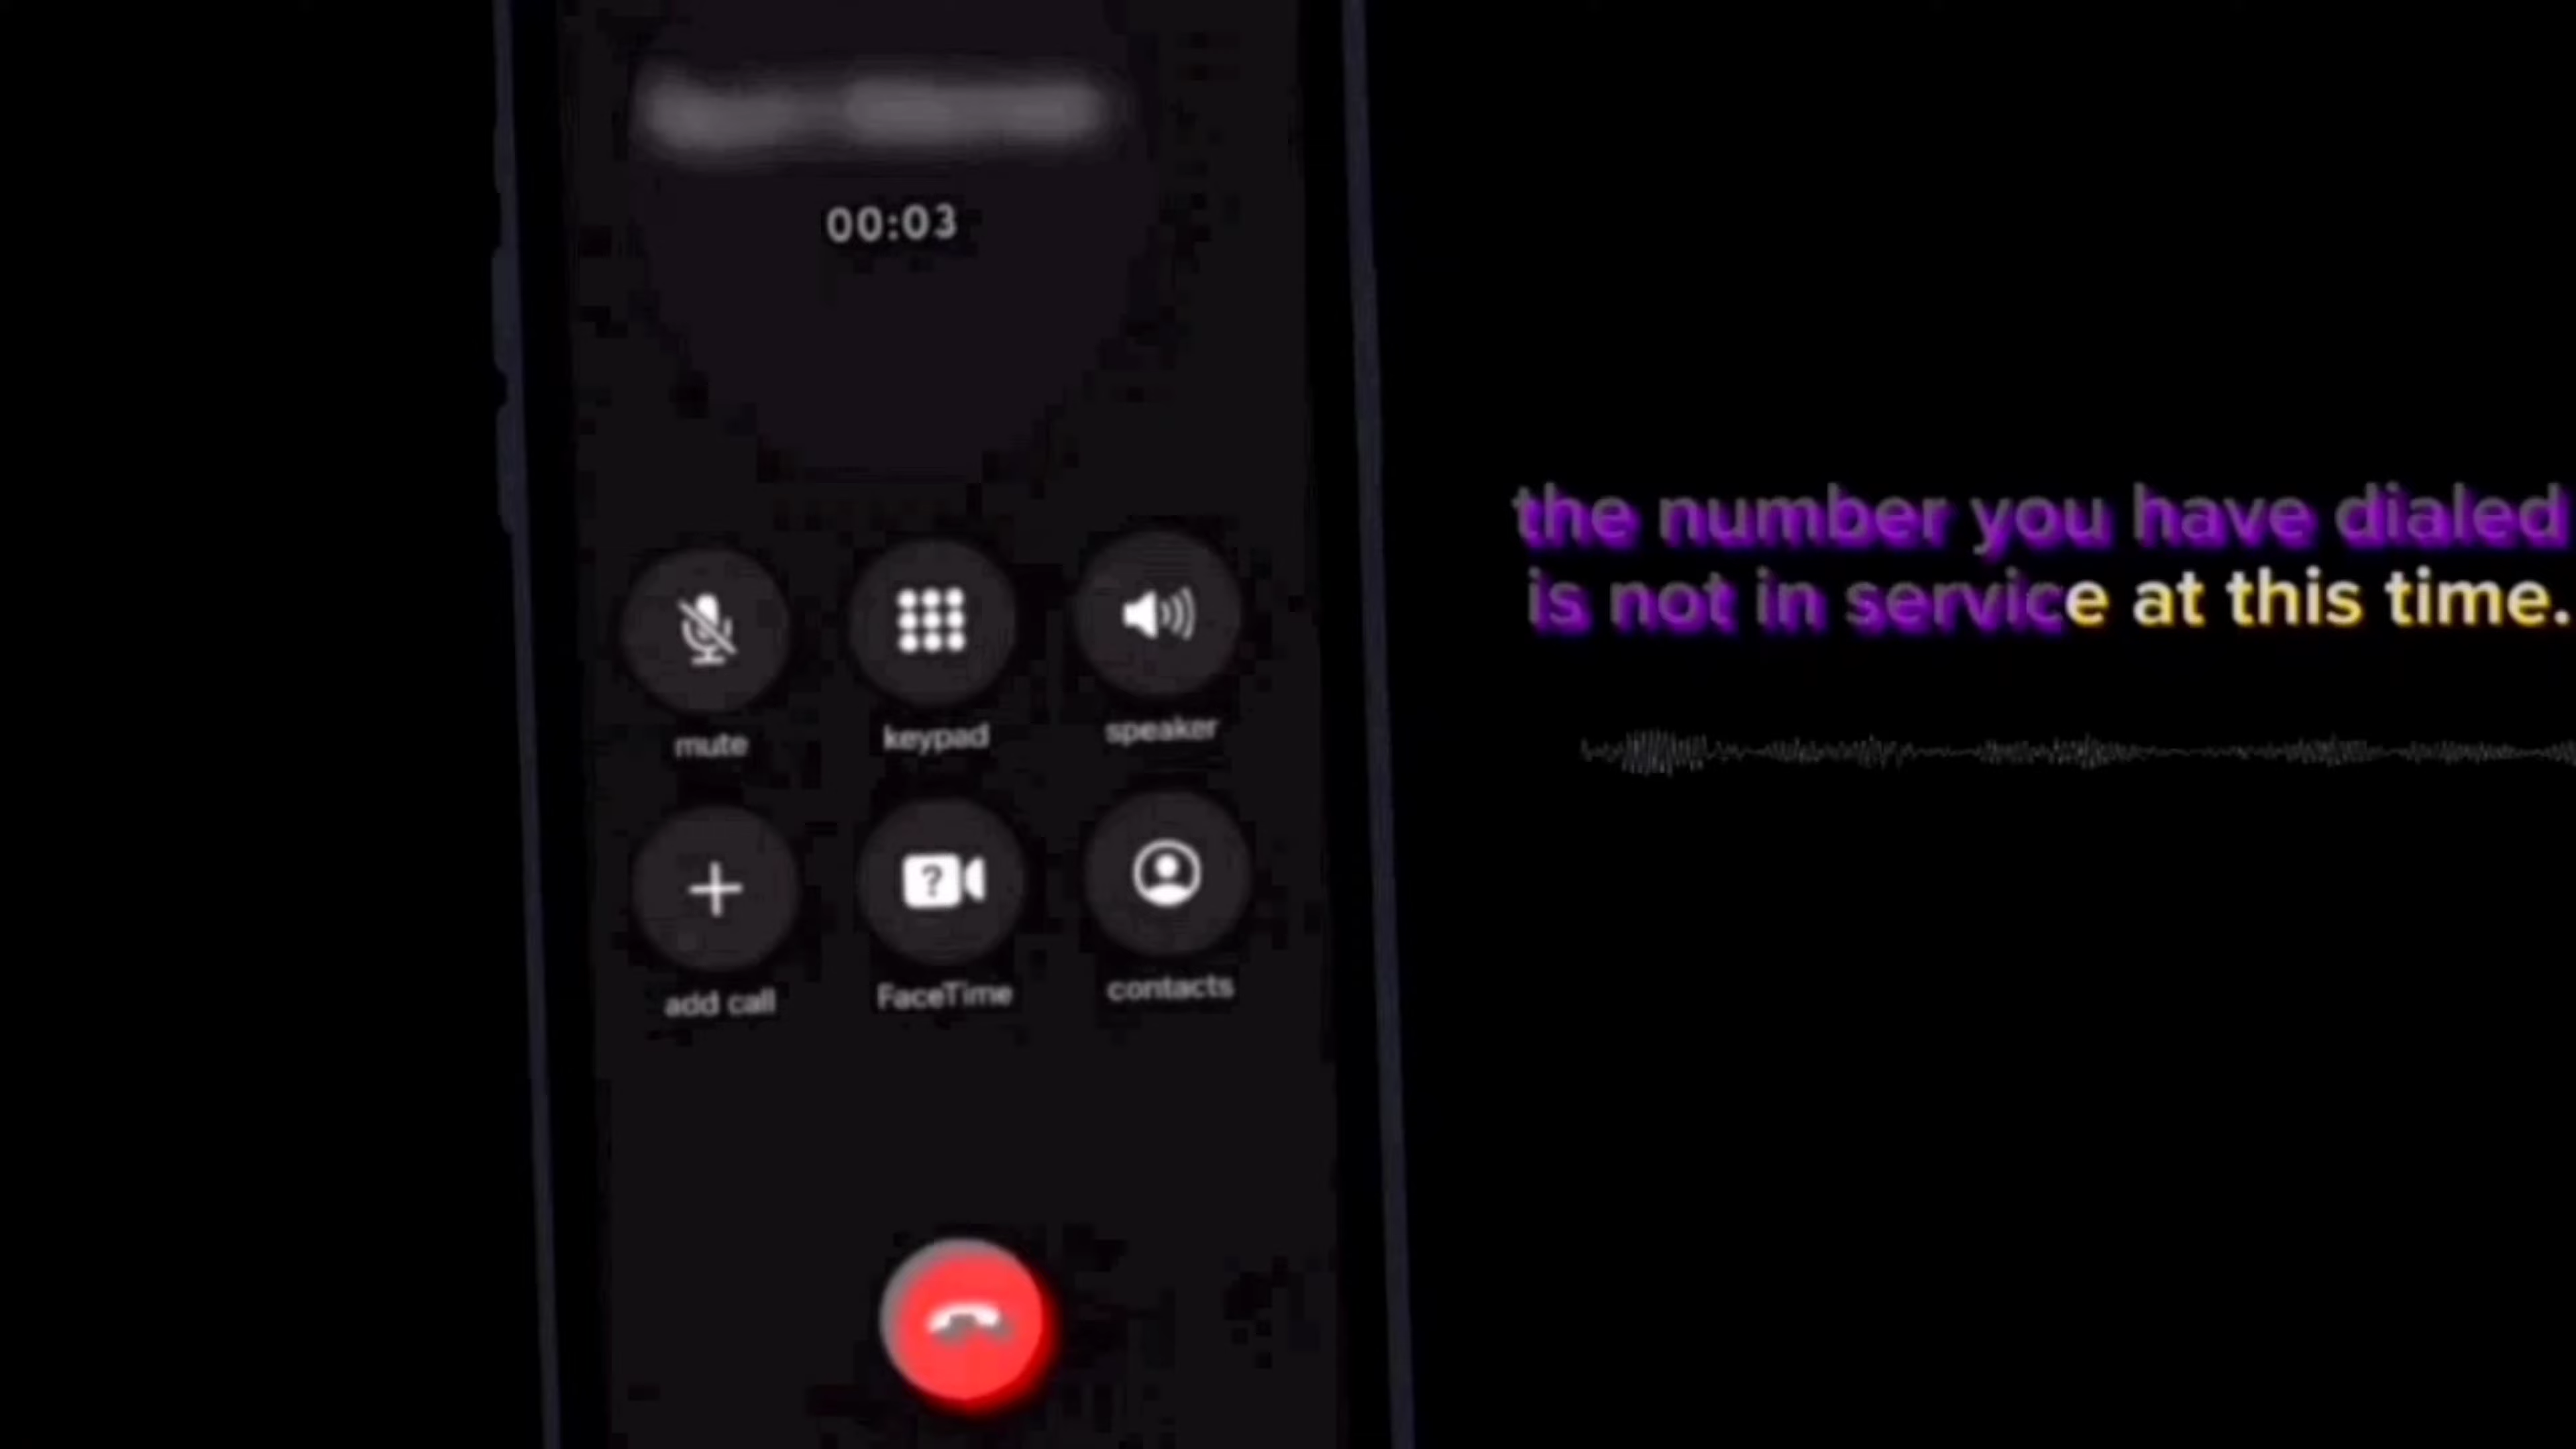 00:03
the number you have dialed
is not in service at this time.
mute
keypad
speaker
add call
FaceTime
contacts